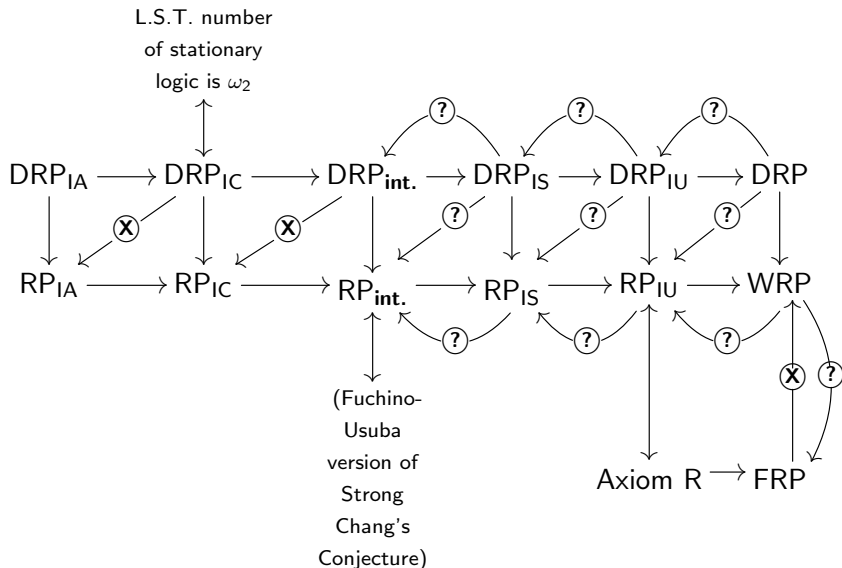 L.S.T. number
of stationary
logic is ω₂
? ? ?
DRP_IA DRP_IC DRP_int. DRP_IS DRP_IU DRP
X X ? ? ?
RP_IA RP_IC RP_int. RP_IS RP_IU WRP
? ? ?
X ?
(Fuchino-
Usuba
version of
Strong
Chang's
Conjecture)
Axiom R FRP